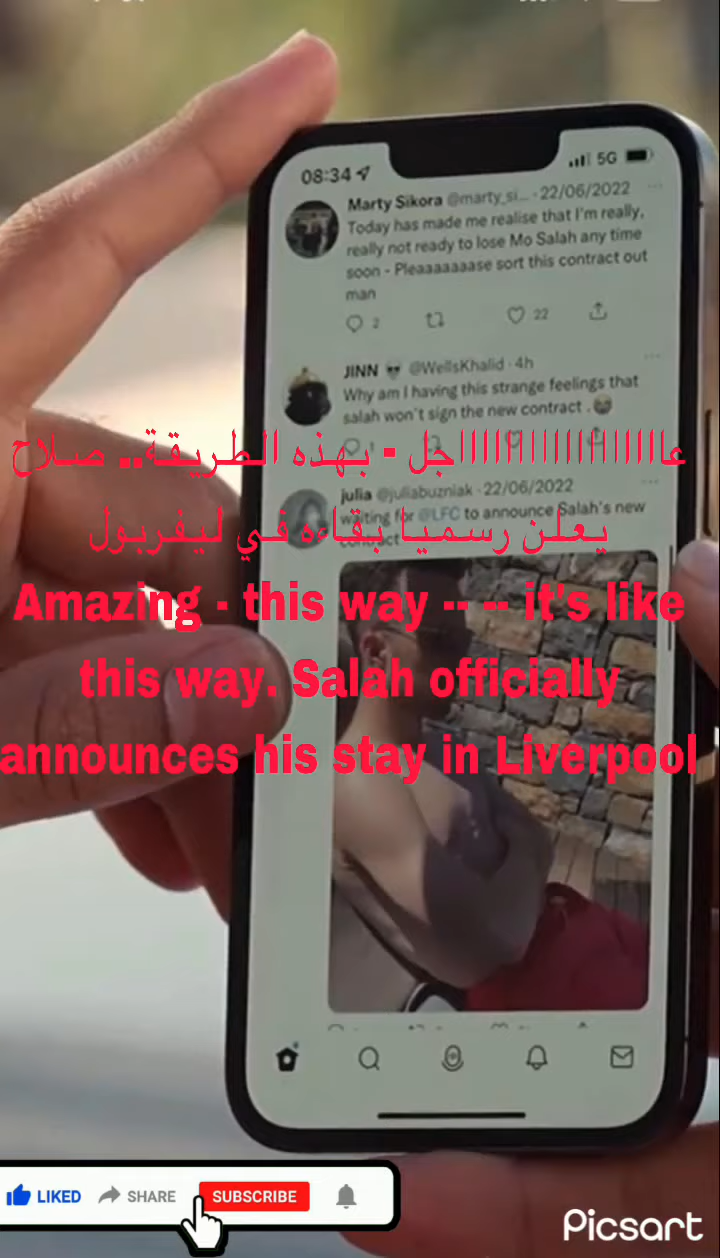 08:34
5G
Marty Sikora @marty_si... · 22/06/2022
Today has made me realise that I'm really,
really not ready to lose Mo Salah any time
soon - Pleaaaaaaase sort this contract out
man
2
22
JINN @WellsKhalid · 4h
Why am I having this strange feelings that
salah won't sign the new contract .
1
عاااااااااااااااااجل - بهذه الطريقة.. صلاح
julia @juliabuzniak · 22/06/2022
waiting for @LFC to announce Salah's new
contract
يعلن رسميا بقاءه في ليفربول
Amazing - this way -- -- it's like
this way. Salah officially
announces his stay in Liverpool
LIKED SHARE SUBSCRIBE
Picsart